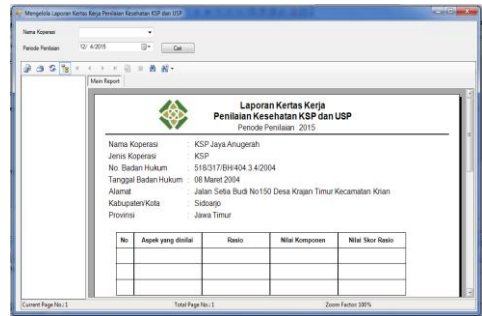 Mengelola Laporan Kertas Kerja Penilaian Kesehatan KSP dan USP
Nama Koperasi
Periode Penilaian 12/ 4/2015 Cari
Main Report
Laporan Kertas Kerja
Penilaian Kesehatan KSP dan USP
Periode Penilaian 2015
Nama Koperasi : KSP Jaya Anugerah
Jenis Koperasi : KSP
No. Badan Hukum : 518/317/BH/404.3.4/2004
Tanggal Badan Hukum : 08 Maret 2004
Alamat : Jalan Setia Budi No150 Desa Krajan Timur Kecamatan Krian
Kabupaten/Kota : Sidoarjo
Provinsi : Jawa Timur
No Aspek yang dinilai Rasio Nilai Komponen Nilai Skor Rasio
Current Page No.: 1 Total Page No.: 1 Zoom Factor: 100%